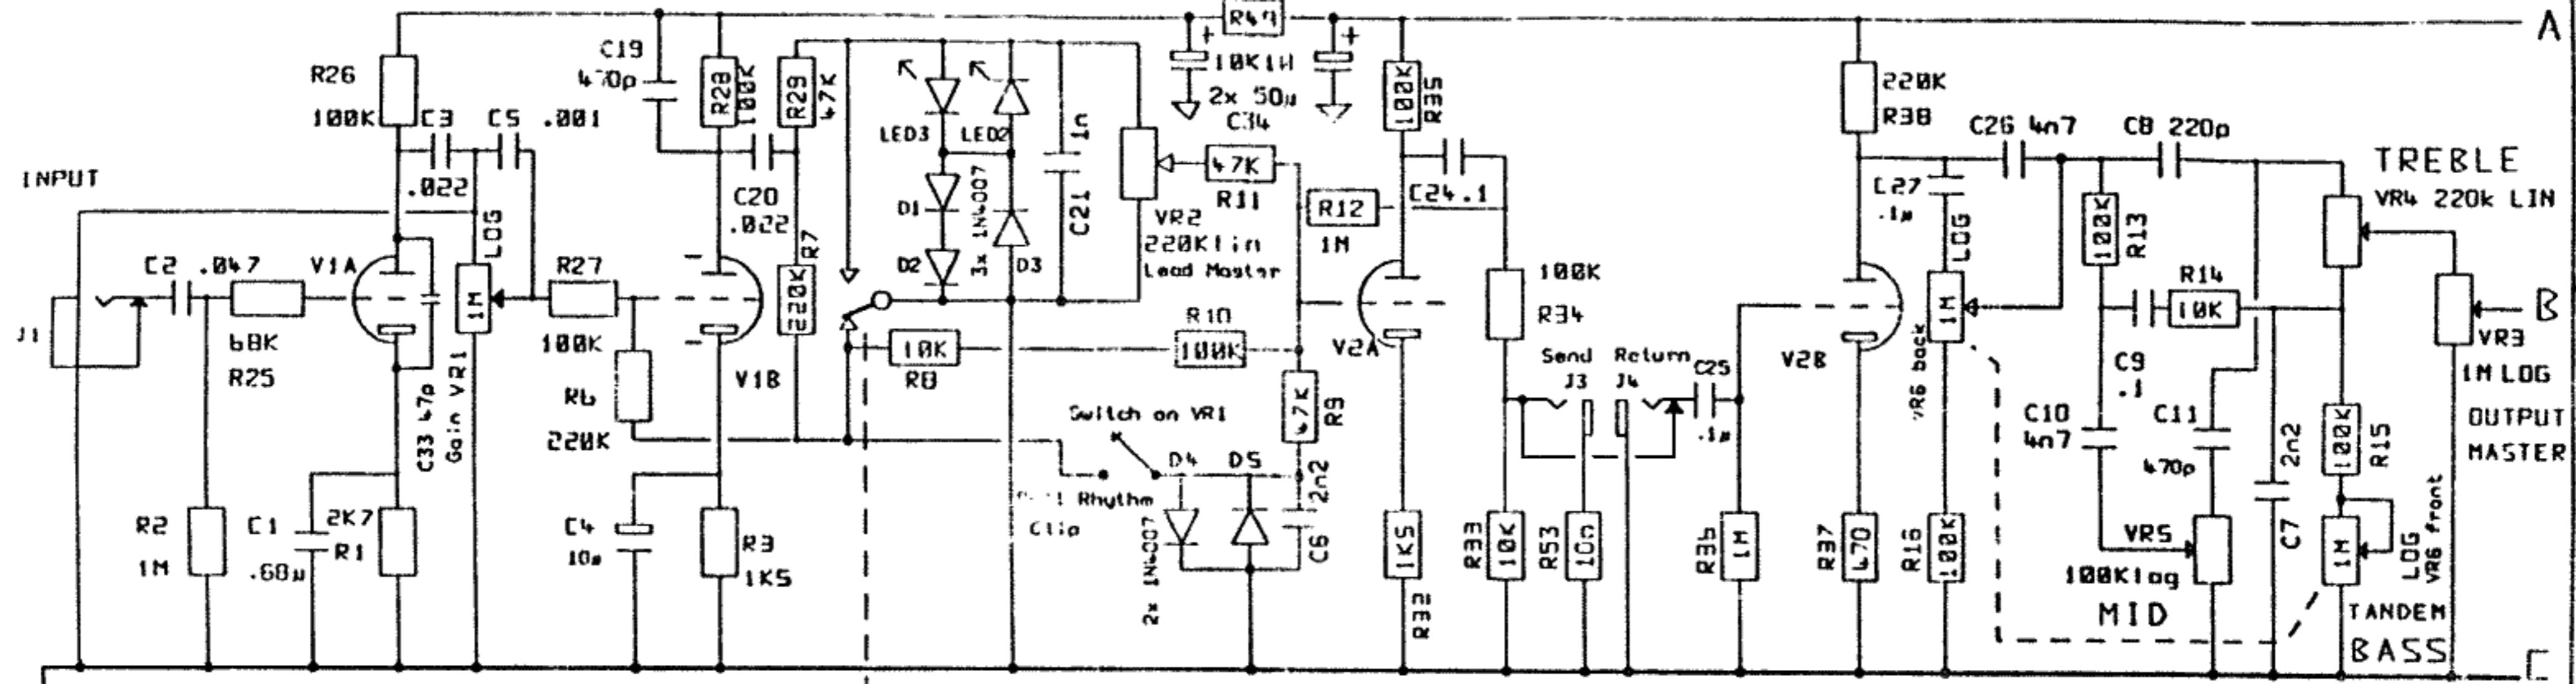 R49
A
C19
470p
R26
100K
C3
C5
.001
.022
R28
100K
R29
47K
LED3
LED2
1n
C21
10K1W
2x 50µ
C34
47K
R11
100K
R35
220K
R38
C26 4n7
C8 220p
TREBLE
VR4 220k LIN
INPUT
C20
.022
D1
D2
3x 1N4007
D3
VR2
220Klin
Lead Master
R12
1M
C24.1
C27
.1µ
LOG
100K
R13
R14
10K
C2 .047
V1A
LOG
1M
R27
100K
R7
220K
J1
68K
R25
Gain VR1
C33 47p
R6
220K
V1B
10K
R8
R10
100K
V2A
100K
R34
Send
J3
Return
J4
C25
.1µ
V2B
1M
VR6 back
C9
.1
VR3
1M LOG
OUTPUT
MASTER
B
47K
R9
Switch on VR1
D4
D5
Rhythm
Clip
2n2
C6
2x 1N4007
C10
4n7
C11
470p
2n2
C7
100K
R15
R2
1M
C1
.68µ
2K7
R1
C4
10µ
R3
1K5
1K5
R32
R33
10K
R53
R36
1M
R37
470
R16
100K
VR5
100Klog
MID
1M
LOG
VR6 front
TANDEM
BASS
C